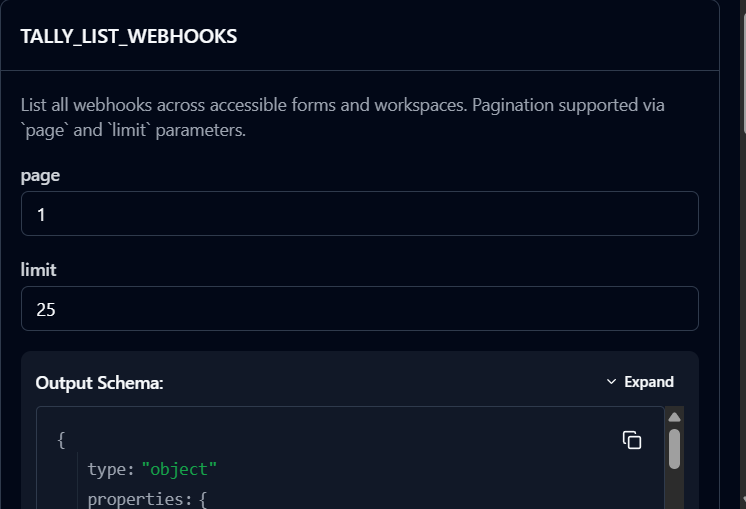 TALLY_LIST_WEBHOOKS
List all webhooks across accessible forms and workspaces. Pagination supported via
`page` and `limit` parameters.
page
1
limit
25
Output Schema:
Expand
{
type: "object"
properties: {